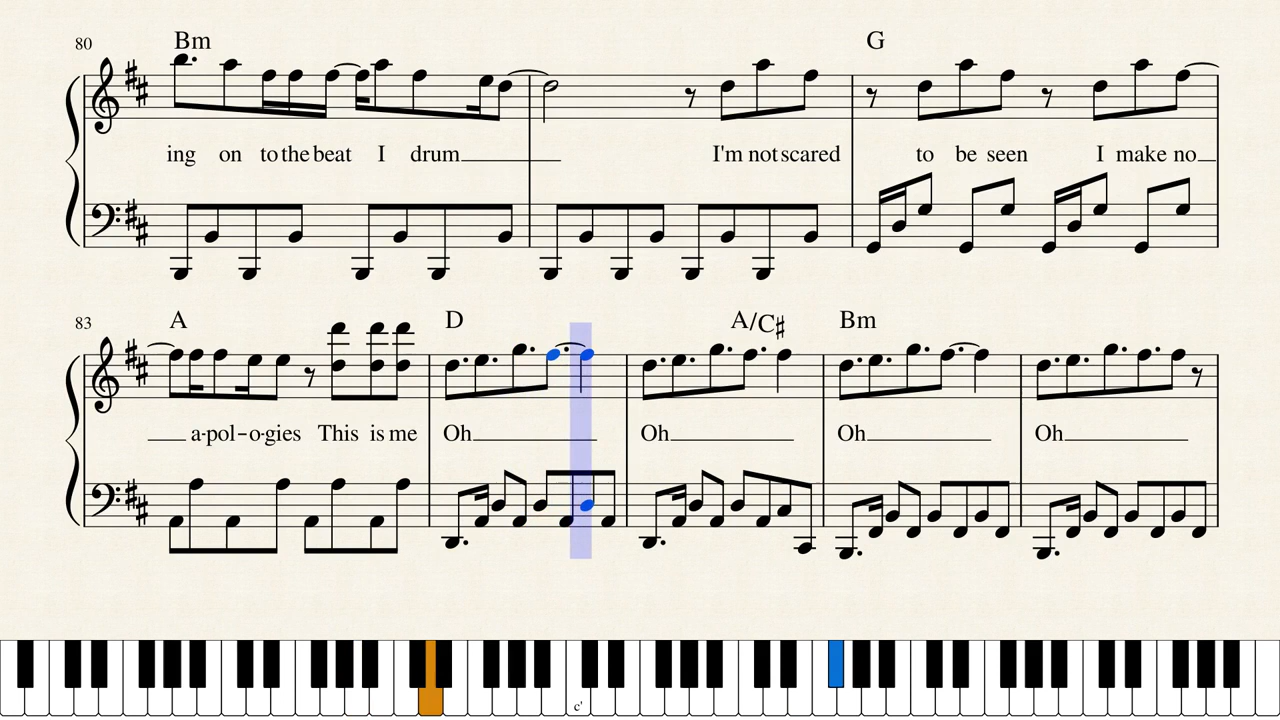 80 Bm G
ing on to the beat I drum I'm not scared to be seen I make no
83 A D A/C♯ Bm
a-pol-o-gies This is me Oh Oh Oh Oh
c'